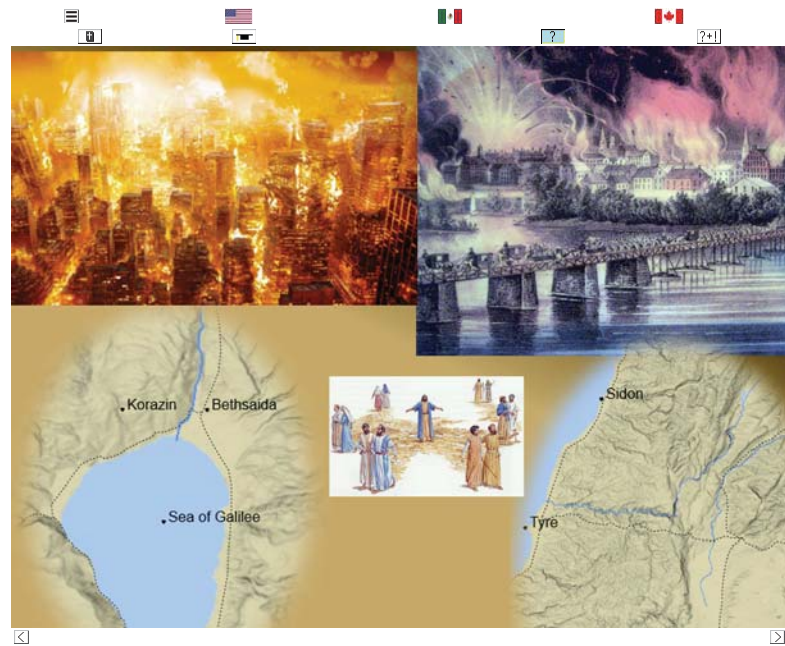 ?
?+!
Korazin
Bethsaida
Sea of Galilee
Sidon
Tyre